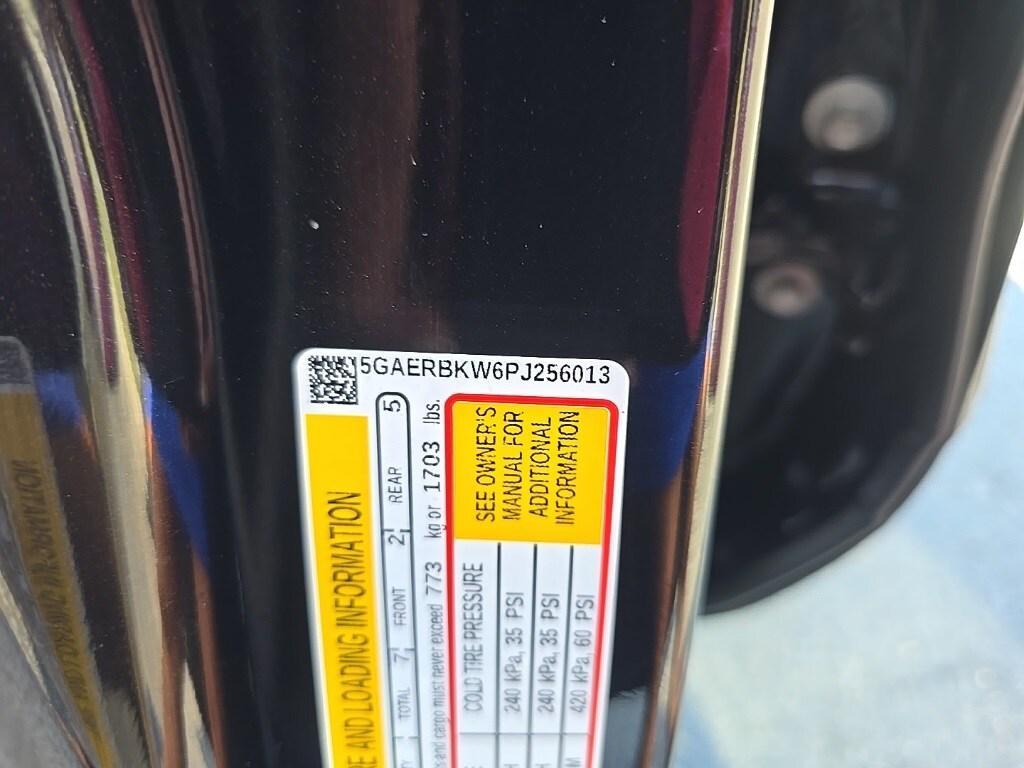 5GAERBKW6PJ256013
AND LOADING INFORMATION
TOTAL 7 FRONT 2 REAR 5
and cargo must never exceed 773 kg or 1703 lbs.
COLD TIRE PRESSURE
240 kPa, 35 PSI
240 kPa, 35 PSI
420 kPa, 60 PSI
SEE OWNER'S
MANUAL FOR
ADDITIONAL
INFORMATION